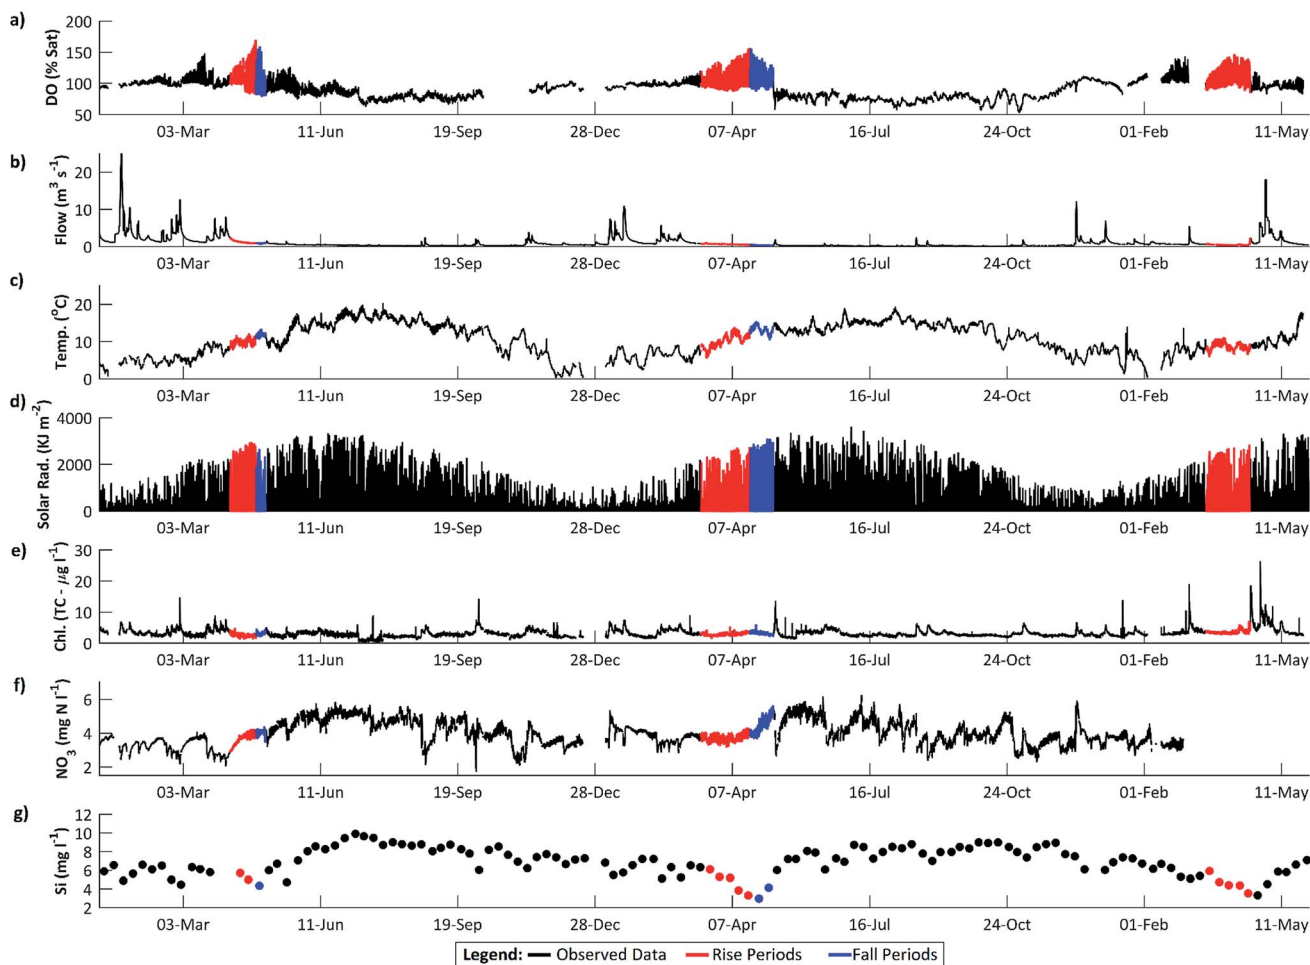 a)
DO (% Sat)
200
150
100
50
03-Mar 11-Jun 19-Sep 28-Dec 07-Apr 16-Jul 24-Oct 01-Feb 11-May
b)
Flow (m³ s⁻¹)
20
10
0
03-Mar 11-Jun 19-Sep 28-Dec 07-Apr 16-Jul 24-Oct 01-Feb 11-May
c)
Temp. (°C)
20
10
0
03-Mar 11-Jun 19-Sep 28-Dec 07-Apr 16-Jul 24-Oct 01-Feb 11-May
d)
Solar Rad. (KJ m⁻²)
4000
2000
0
03-Mar 11-Jun 19-Sep 28-Dec 07-Apr 16-Jul 24-Oct 01-Feb 11-May
e)
Chl. (TC - μg l⁻¹)
30
20
10
0
03-Mar 11-Jun 19-Sep 28-Dec 07-Apr 16-Jul 24-Oct 01-Feb 11-May
f)
NO₃ (mg N l⁻¹)
6
4
2
03-Mar 11-Jun 19-Sep 28-Dec 07-Apr 16-Jul 24-Oct 01-Feb 11-May
g)
Si (mg l⁻¹)
12
10
8
6
4
2
03-Mar 11-Jun 19-Sep 28-Dec 07-Apr 16-Jul 24-Oct 01-Feb 11-May
Legend: Observed Data Rise Periods Fall Periods